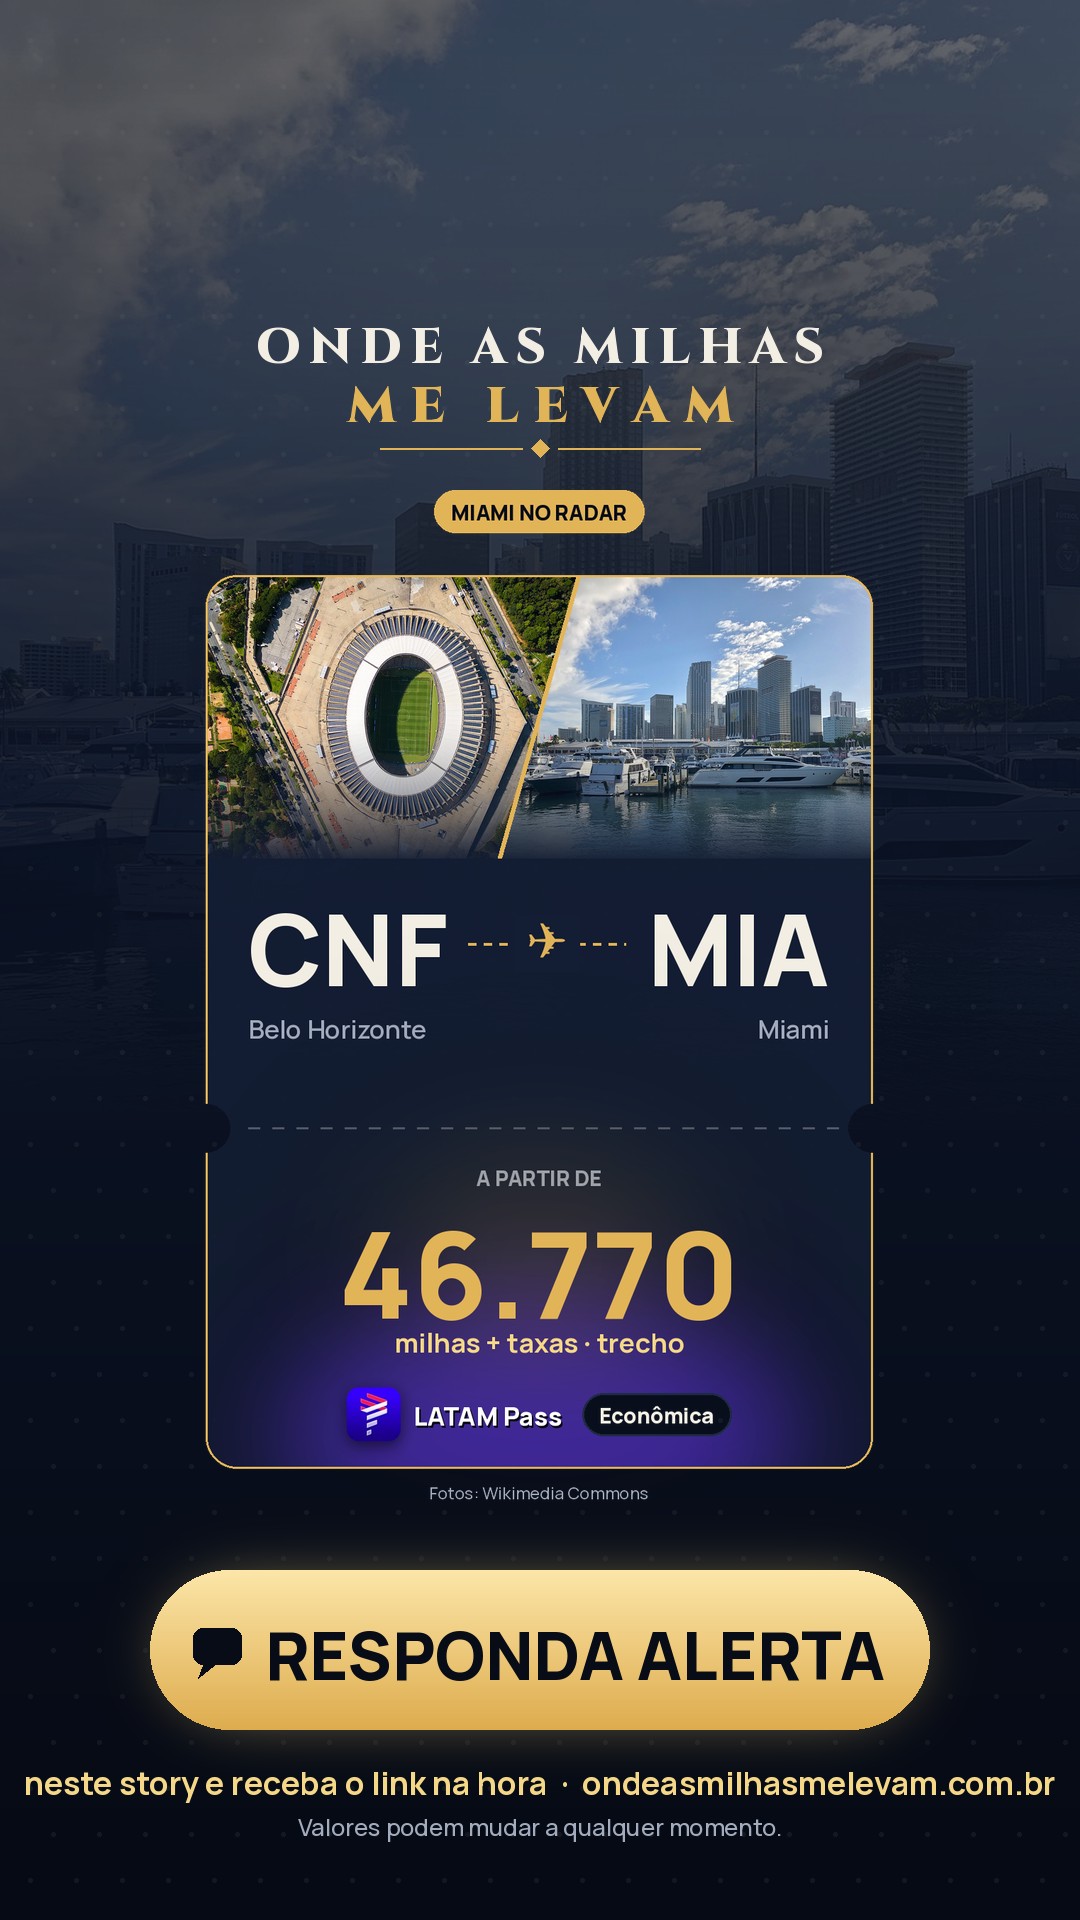 ONDE AS MILHAS
ME LEVAM
MIAMI NO RADAR
CNF MIA
Belo Horizonte Miami
A PARTIR DE
46.770
milhas + taxas · trecho
LATAM Pass Econômica
Fotos: Wikimedia Commons
RESPONDA ALERTA
neste story e receba o link na hora · ondeasmilhasmelevam.com.br
Valores podem mudar a qualquer momento.